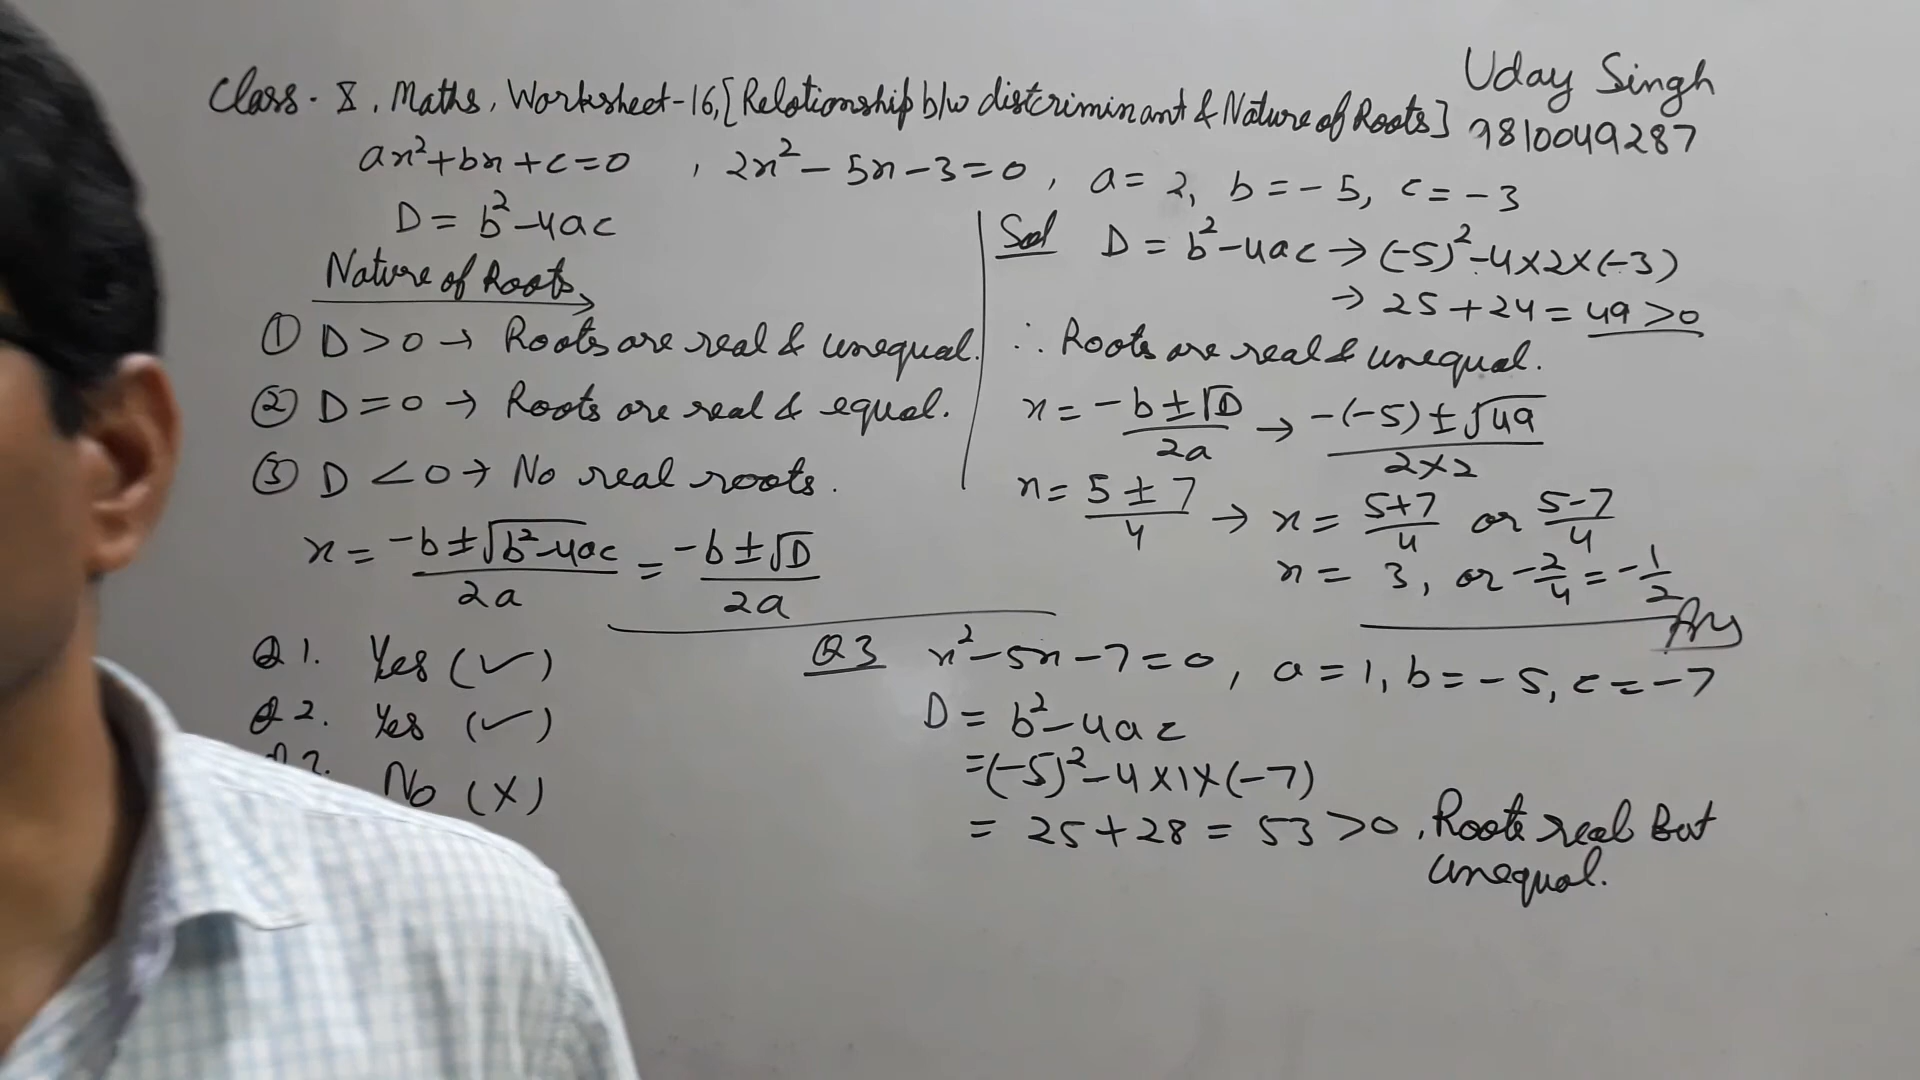 Class - X, Maths, Worksheet-16, [Relationship b/w distcriminant & Nature of Roots]
Uday Singh
9810049287
ax²+bx+c=0 , 2x²-5x-3=0, a=2, b=-5, c=-3
D = b²-4ac
Nature of Roots
① D>0 → Roots are real & unequal.
② D=0 → Roots are real & equal.
③ D<0 → No real roots.
x = (-b±√(b²-4ac))/2a = (-b±√D)/2a
Sol D = b²-4ac → (-5)²-4×2×(-3)
→ 25+24 = 49>0
∴ Roots are real & unequal.
x = (-b±√D)/2a → (-(-5)±√49)/(2×2)
x = (5±7)/4 → x = (5+7)/4 or (5-7)/4
x = 3, or -2/4 = -1/2
Ans
Q1. Yes (✓)
Q2. Yes (✓)
No (X)
Q3 x²-5x-7=0, a=1, b=-5, c=-7
D = b²-4ac
=(-5)²-4×1×(-7)
= 25+28 = 53>0, Roots real But
unequal.